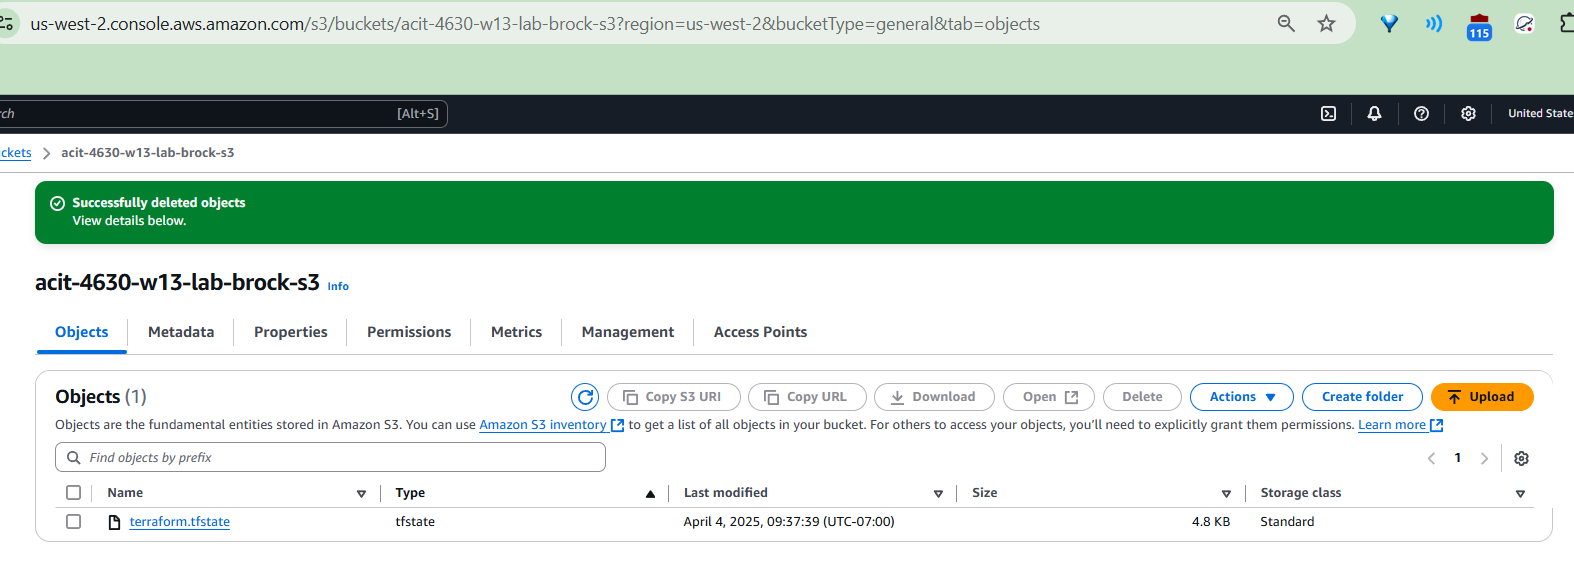 us-west-2.console.aws.amazon.com/s3/buckets/acit-4630-w13-lab-brock-s3?region=us-west-2&bucketType=general&tab=objects
115
[Alt+S]
acit-4630-w13-lab-brock-s3
Successfully deleted objects
View details below.
acit-4630-w13-lab-brock-s3 Info
Objects Metadata Properties Permissions Metrics Management Access Points
Objects (1) Copy S3 URI Copy URL Download Open Delete Actions Create folder Upload
Objects are the fundamental entities stored in Amazon S3. You can use Amazon S3 inventory to get a list of all objects in your bucket. For others to access your objects, you'll need to explicitly grant them permissions. Learn more
Find objects by prefix 1
Name Type Last modified Size Storage class
terraform.tfstate tfstate April 4, 2025, 09:37:39 (UTC-07:00) 4.8 KB Standard